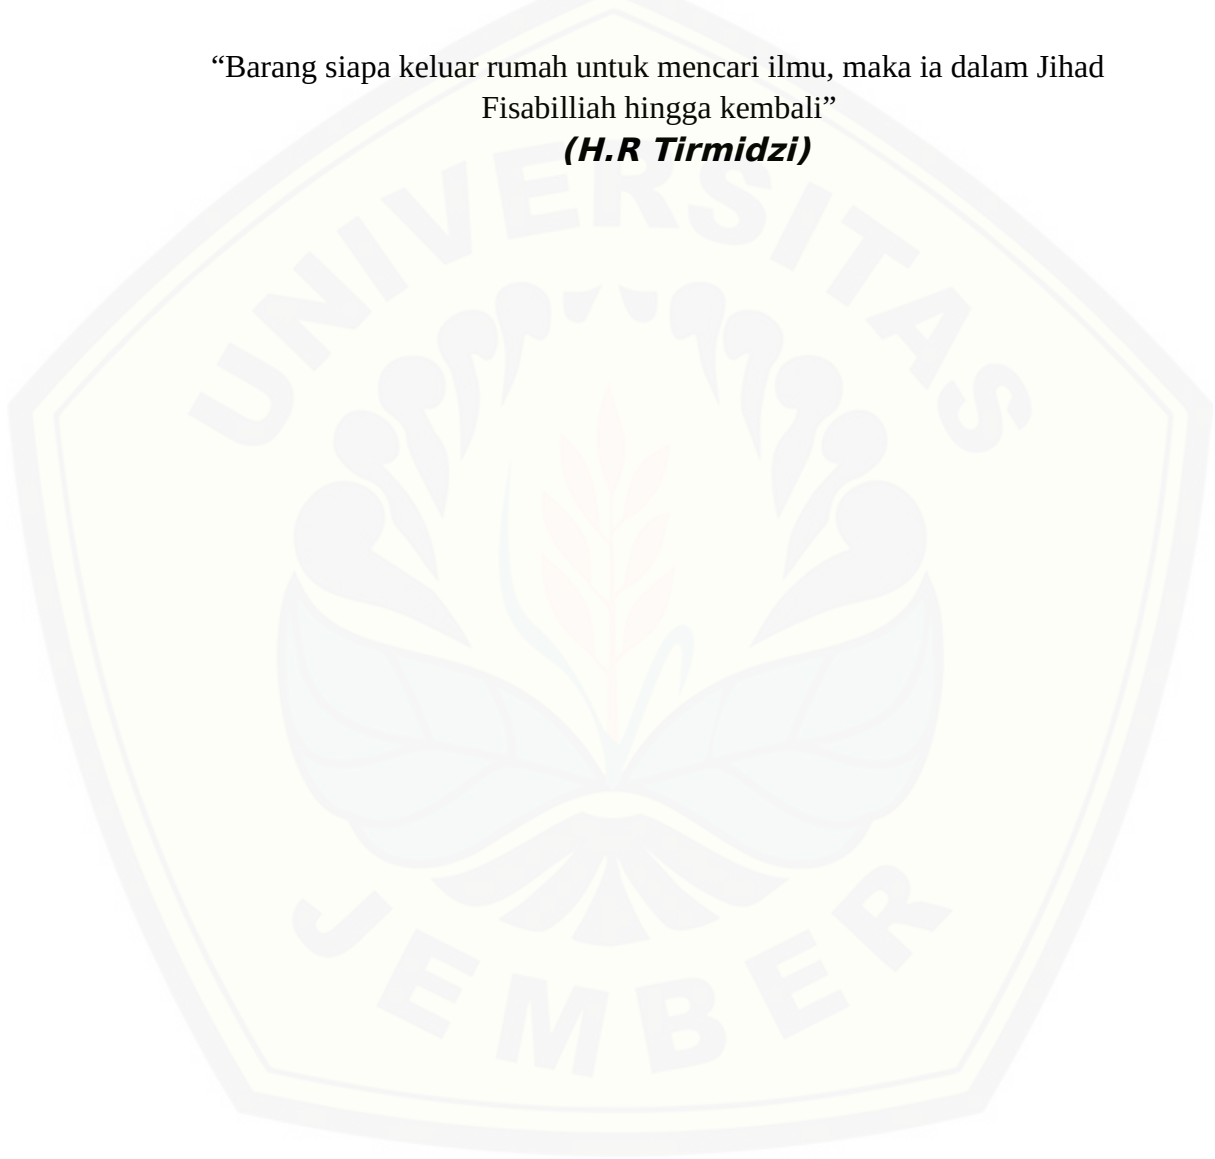 “Barang siapa keluar rumah untuk mencari ilmu, maka ia dalam Jihad
Fisabilliah hingga kembali”
(H.R Tirmidzi)
UNIVERSITAS
JEMBER